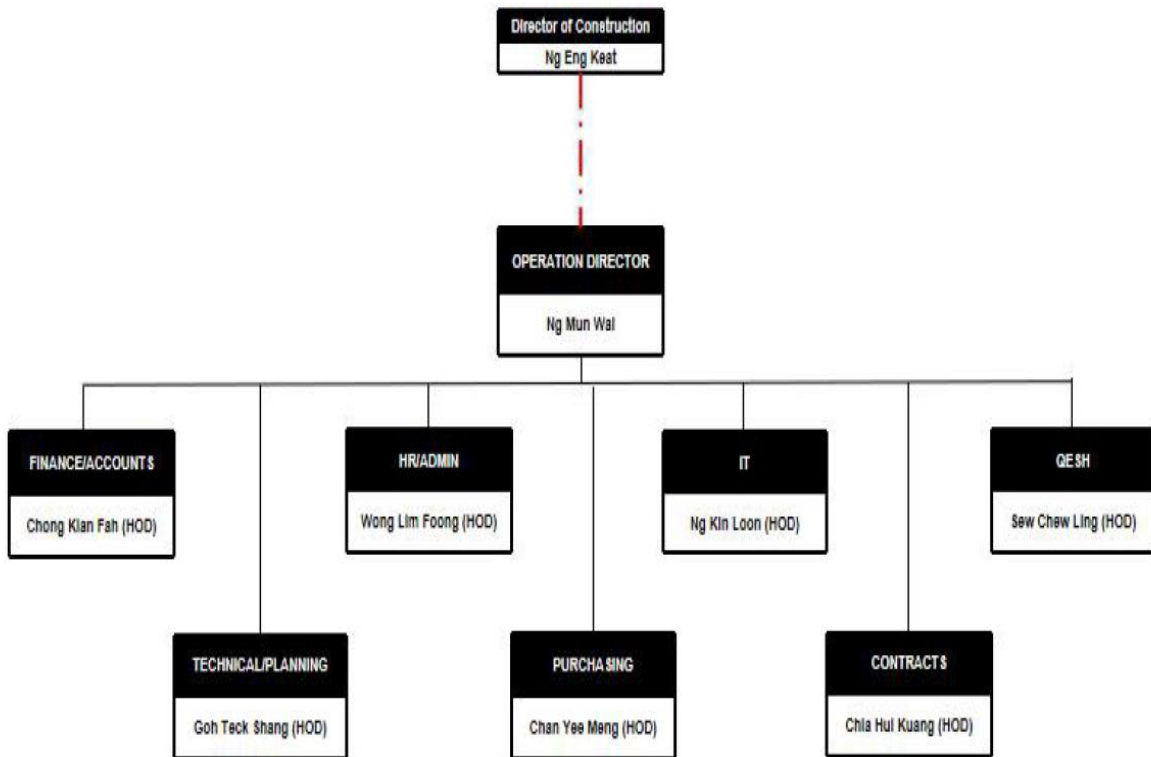 Director of Construction
Ng Eng Keat
OPERATION DIRECTOR
Ng Mun Wai
FINANCE/ACCOUNTS
Chong Kian Fah (HOD)
HR/ADMIN
Wong Lim Foong (HOD)
IT
Ng Kin Loon (HOD)
QESH
Sew Chew Ling (HOD)
TECHNICAL/PLANNING
Goh Teck Shang (HOD)
PURCHASING
Chan Yee Meng (HOD)
CONTRACTS
Chia Hui Kuang (HOD)